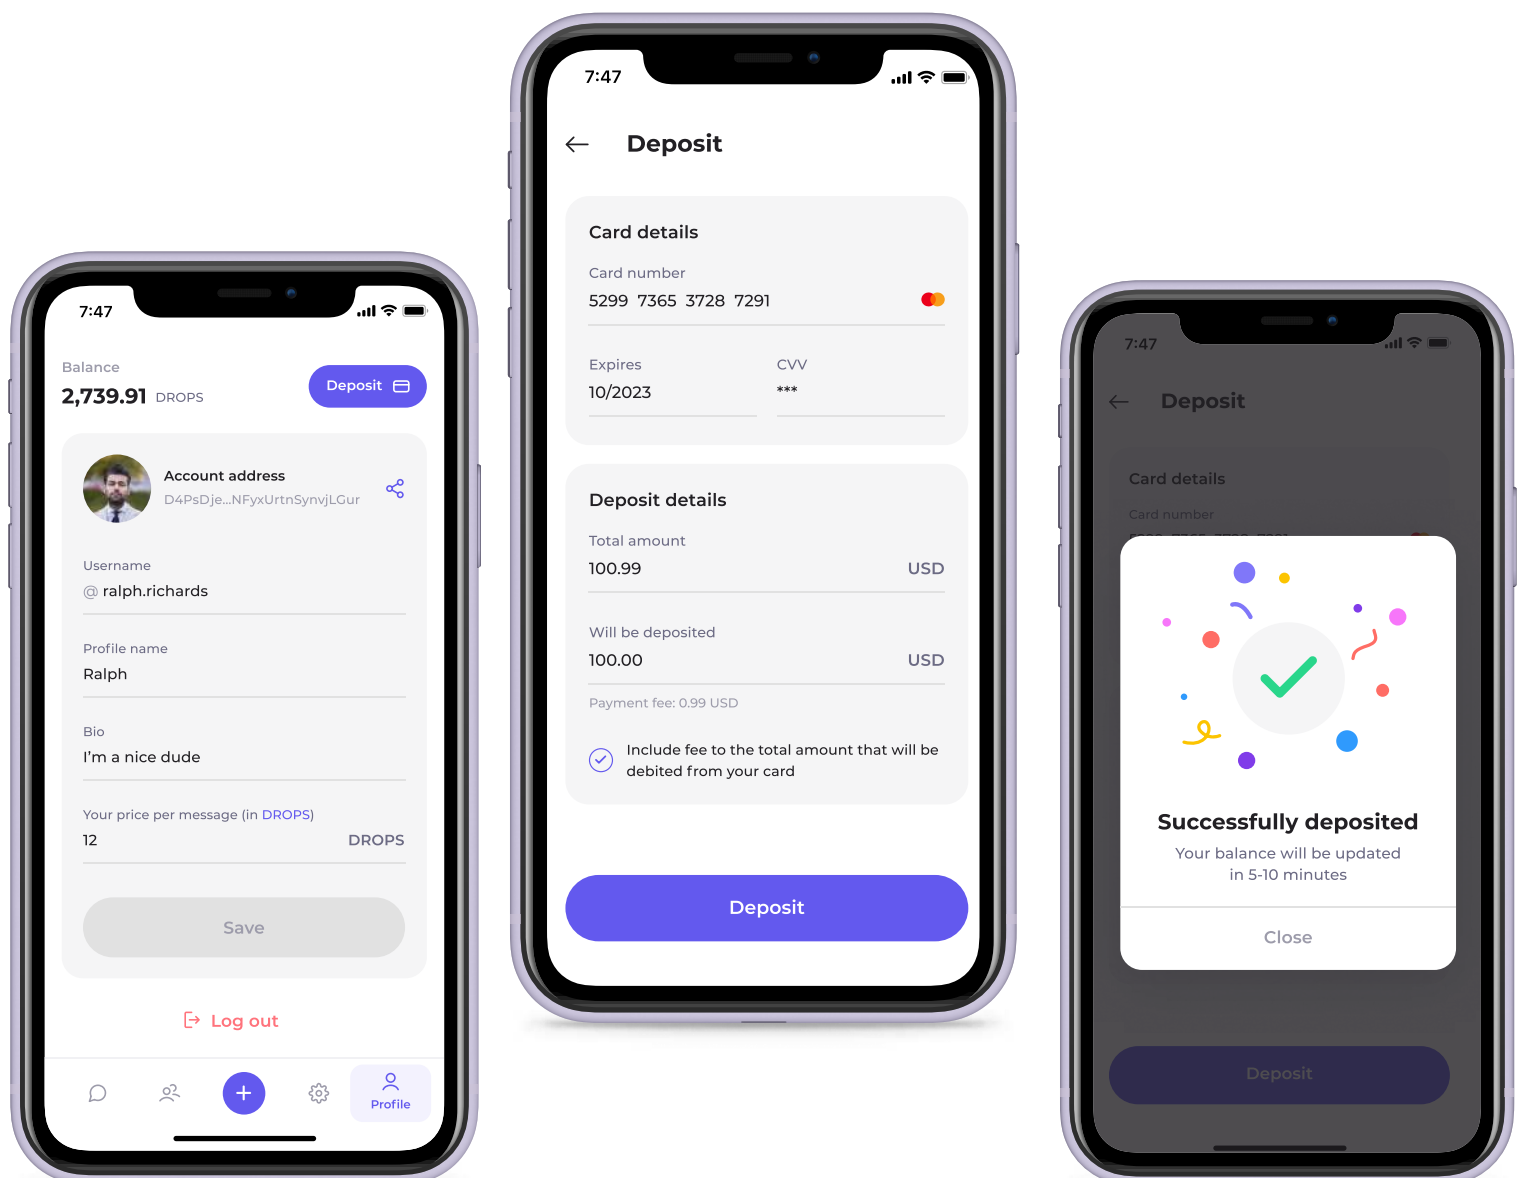 7:47
Balance
2,739.91 DROPS
Deposit
Account address
D4PsDje...NFyxUrtnSynvjLGur
Username
@ ralph.richards
Profile name
Ralph
Bio
I'm a nice dude
Your price per message (in DROPS)
12 DROPS
Save
Log out
Profile
7:47
Deposit
Card details
Card number
5299 7365 3728 7291
Expires CVV
10/2023 ***
Deposit details
Total amount
100.99 USD
Will be deposited
100.00 USD
Payment fee: 0.99 USD
Include fee to the total amount that will be
debited from your card
Deposit
7:47
Deposit
Card details
Card number
Successfully deposited
Your balance will be updated
in 5-10 minutes
Close
Deposit